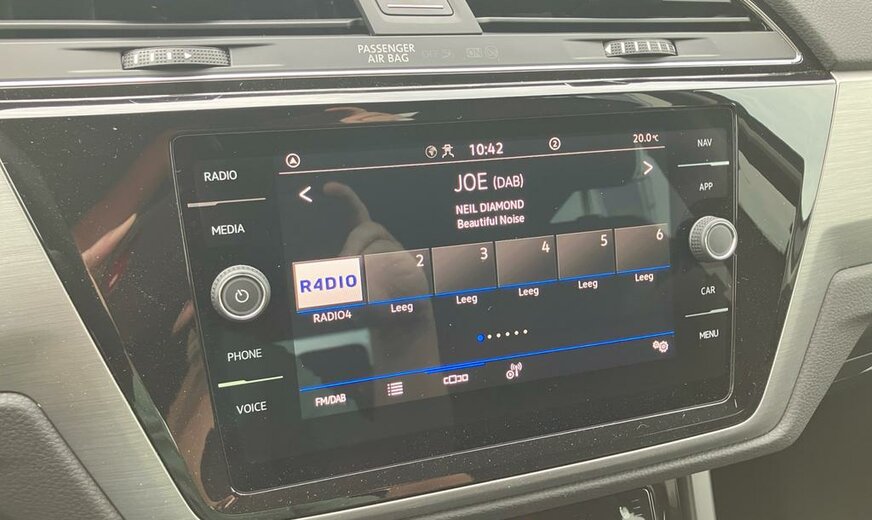 PASSENGER
AIR BAG
OFF
ON
10:42
2
20.0°C
NAV
RADIO
JOE (DAB)
APP
NEIL DIAMOND
Beautiful Noise
MEDIA
R4DIO
2
3
4
5
6
RADIO4
Leeg
Leeg
Leeg
Leeg
Leeg
CAR
PHONE
MENU
FM/DAB
VOICE